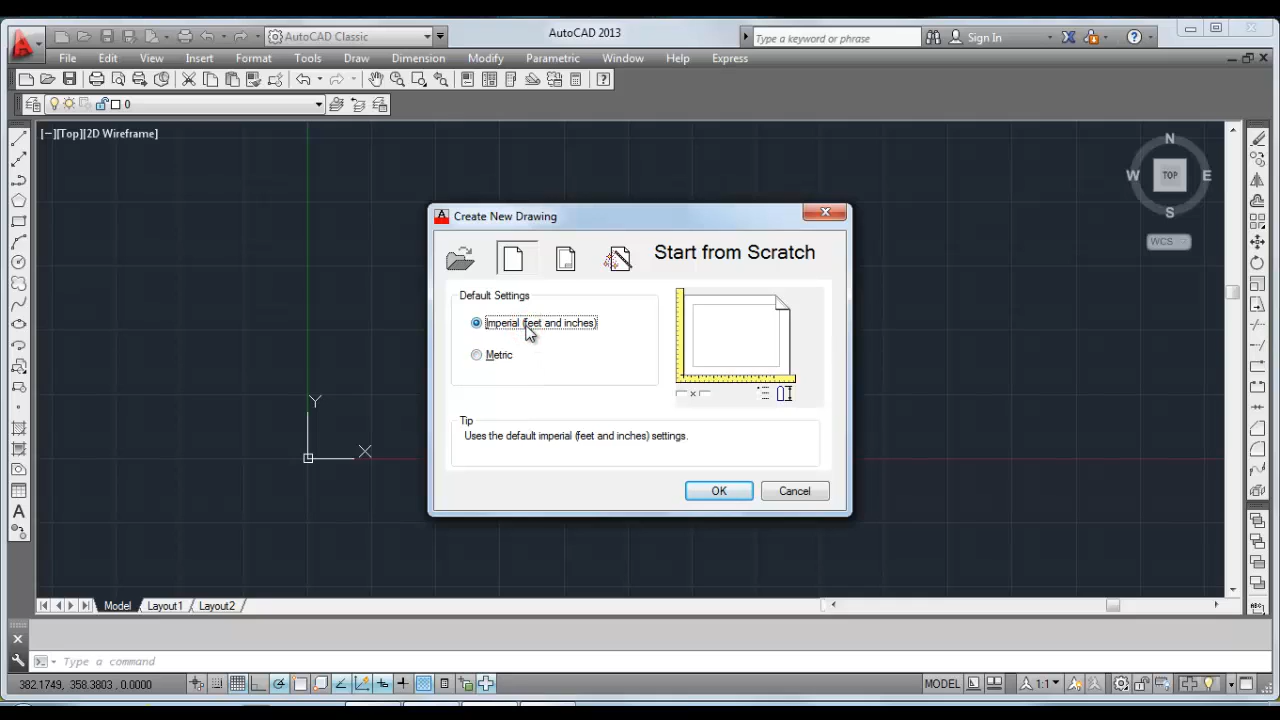 AutoCAD Classic
AutoCAD 2013
Type a keyword or phrase
Sign In
File Edit View Insert Format Tools Draw Dimension Modify Parametric Window Help Express
0
[−][Top][2D Wireframe]
N
W TOP E
S
WCS
Create New Drawing
Start from Scratch
Default Settings
Imperial (feet and inches)
Metric
Tip
Uses the default imperial (feet and inches) settings.
OK Cancel
Y
X
Model Layout1 Layout2
Type a command
382.1749, 358.3803, 0.0000
MODEL
1:1